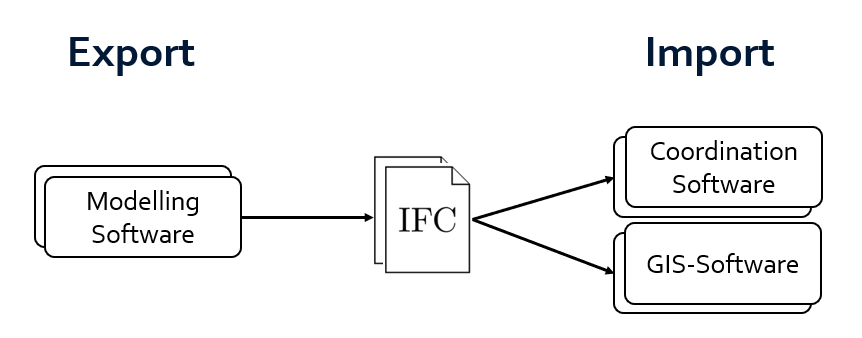 Export
Import
Modelling
Software
IFC
Coordination
Software
GIS-Software